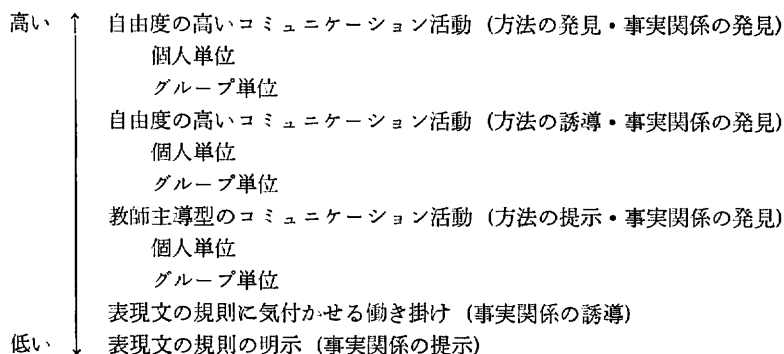 高い ↑ 自由度の高いコミュニケーション活動 (方法の発見・事実関係の発見)
個人単位
グループ単位
自由度の高いコミュニケーション活動 (方法の誘導・事実関係の発見)
個人単位
グループ単位
教師主導型のコミュニケーション活動 (方法の提示・事実関係の発見)
個人単位
グループ単位
表現文の規則に気付かせる働き掛け (事実関係の誘導)
低い ↓ 表現文の規則の明示 (事実関係の提示)